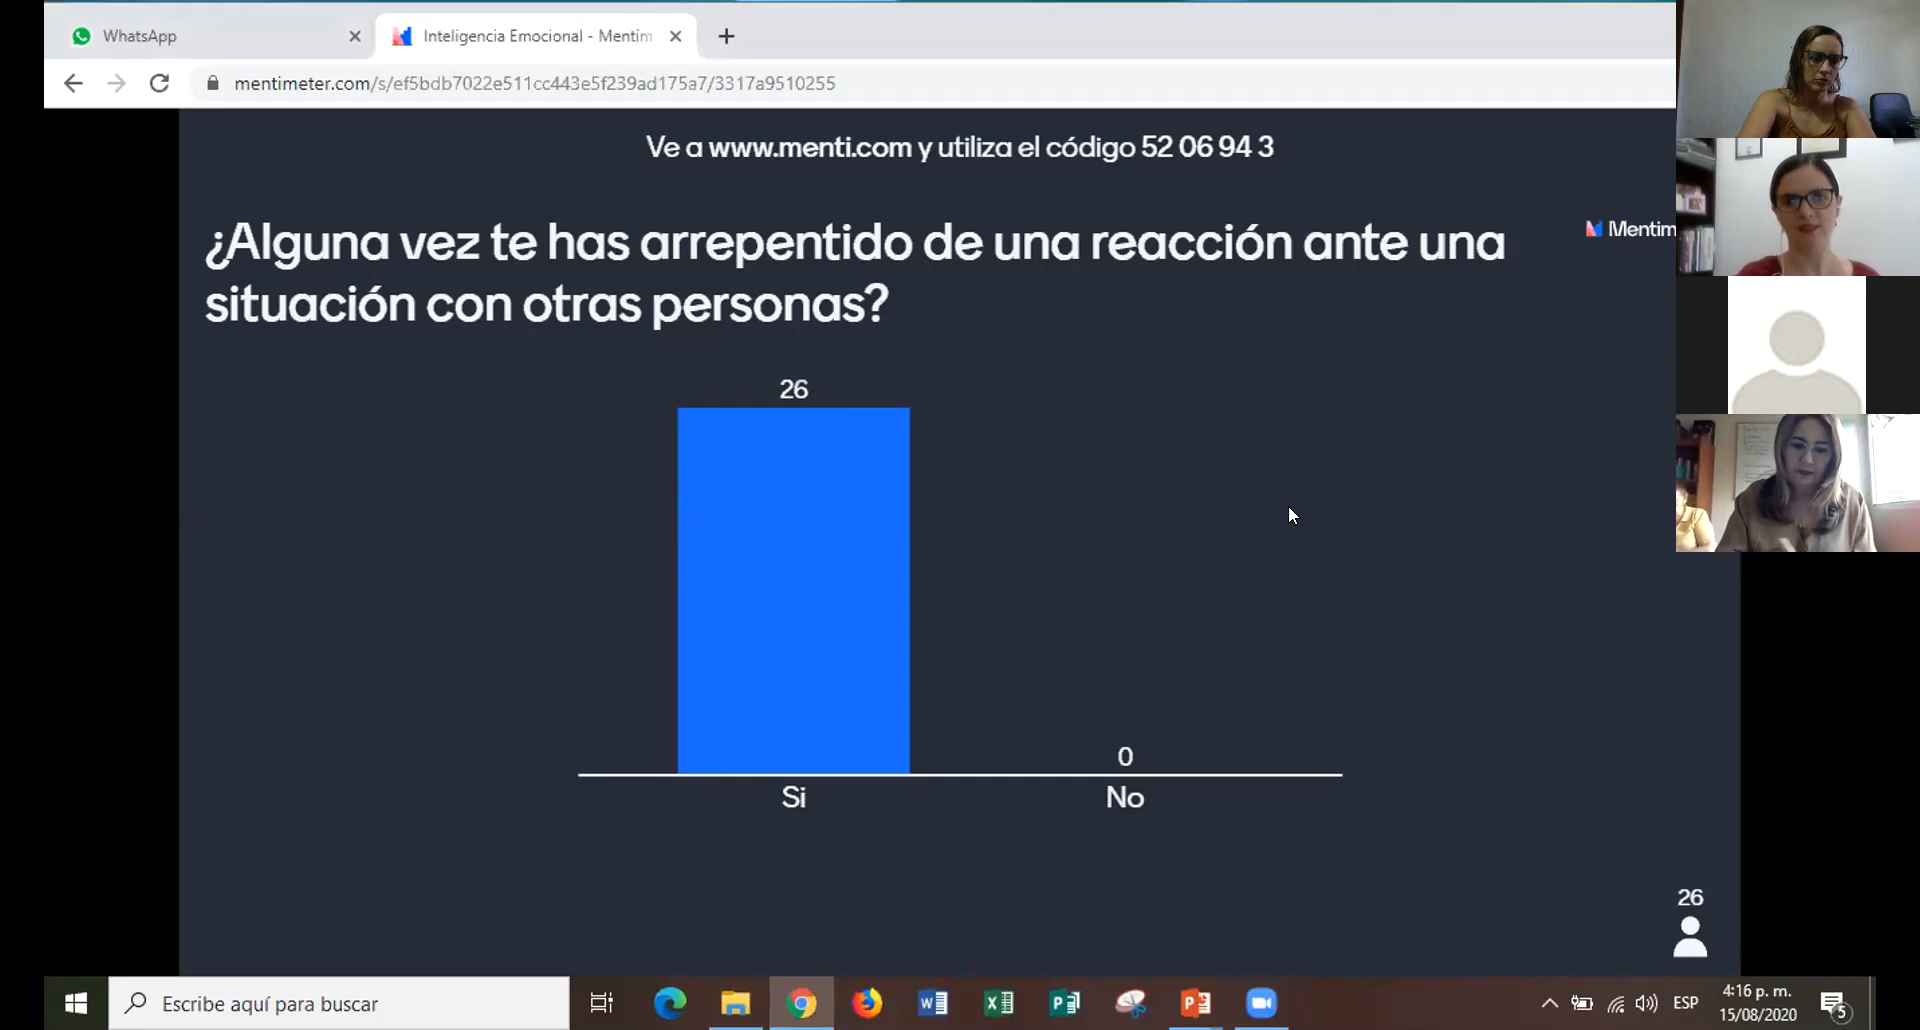 WhatsApp
Inteligencia Emocional - Mentim
mentimeter.com/s/ef5bdb7022e511cc443e5f239ad175a7/3317a9510255
Ve a www.menti.com y utiliza el código 52 06 94 3
¿Alguna vez te has arrepentido de una reacción ante una
situación con otras personas?
Mentim
26
0
Si
No
26
Escribe aquí para buscar
ESP
4:16 p. m.
15/08/2020
5